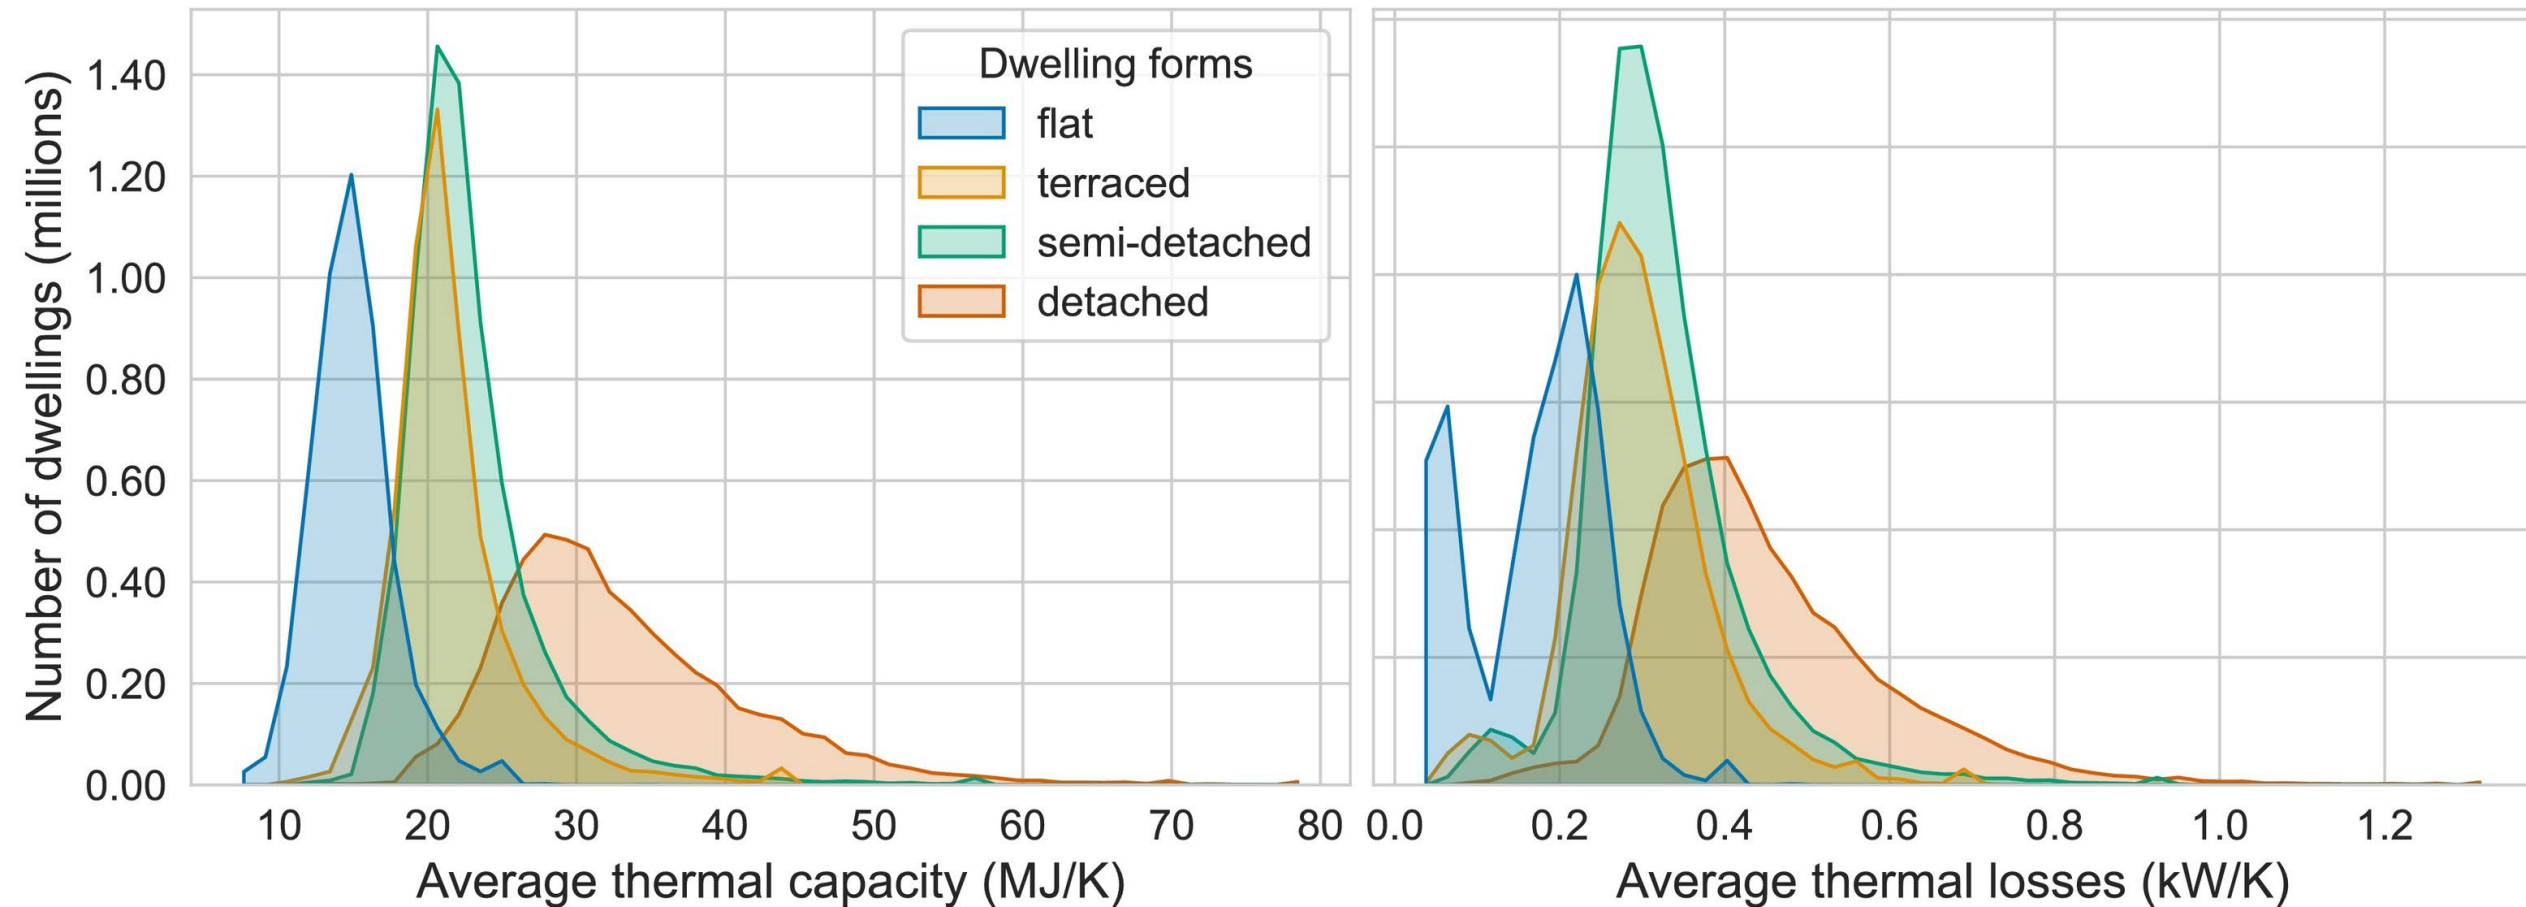 Number of dwellings (millions)
1.40
1.20
1.00
0.80
0.60
0.40
0.20
0.00
Dwelling forms
flat
terraced
semi-detached
detached
10 20 30 40 50 60 70 80
Average thermal capacity (MJ/K)
0.0 0.2 0.4 0.6 0.8 1.0 1.2
Average thermal losses (kW/K)